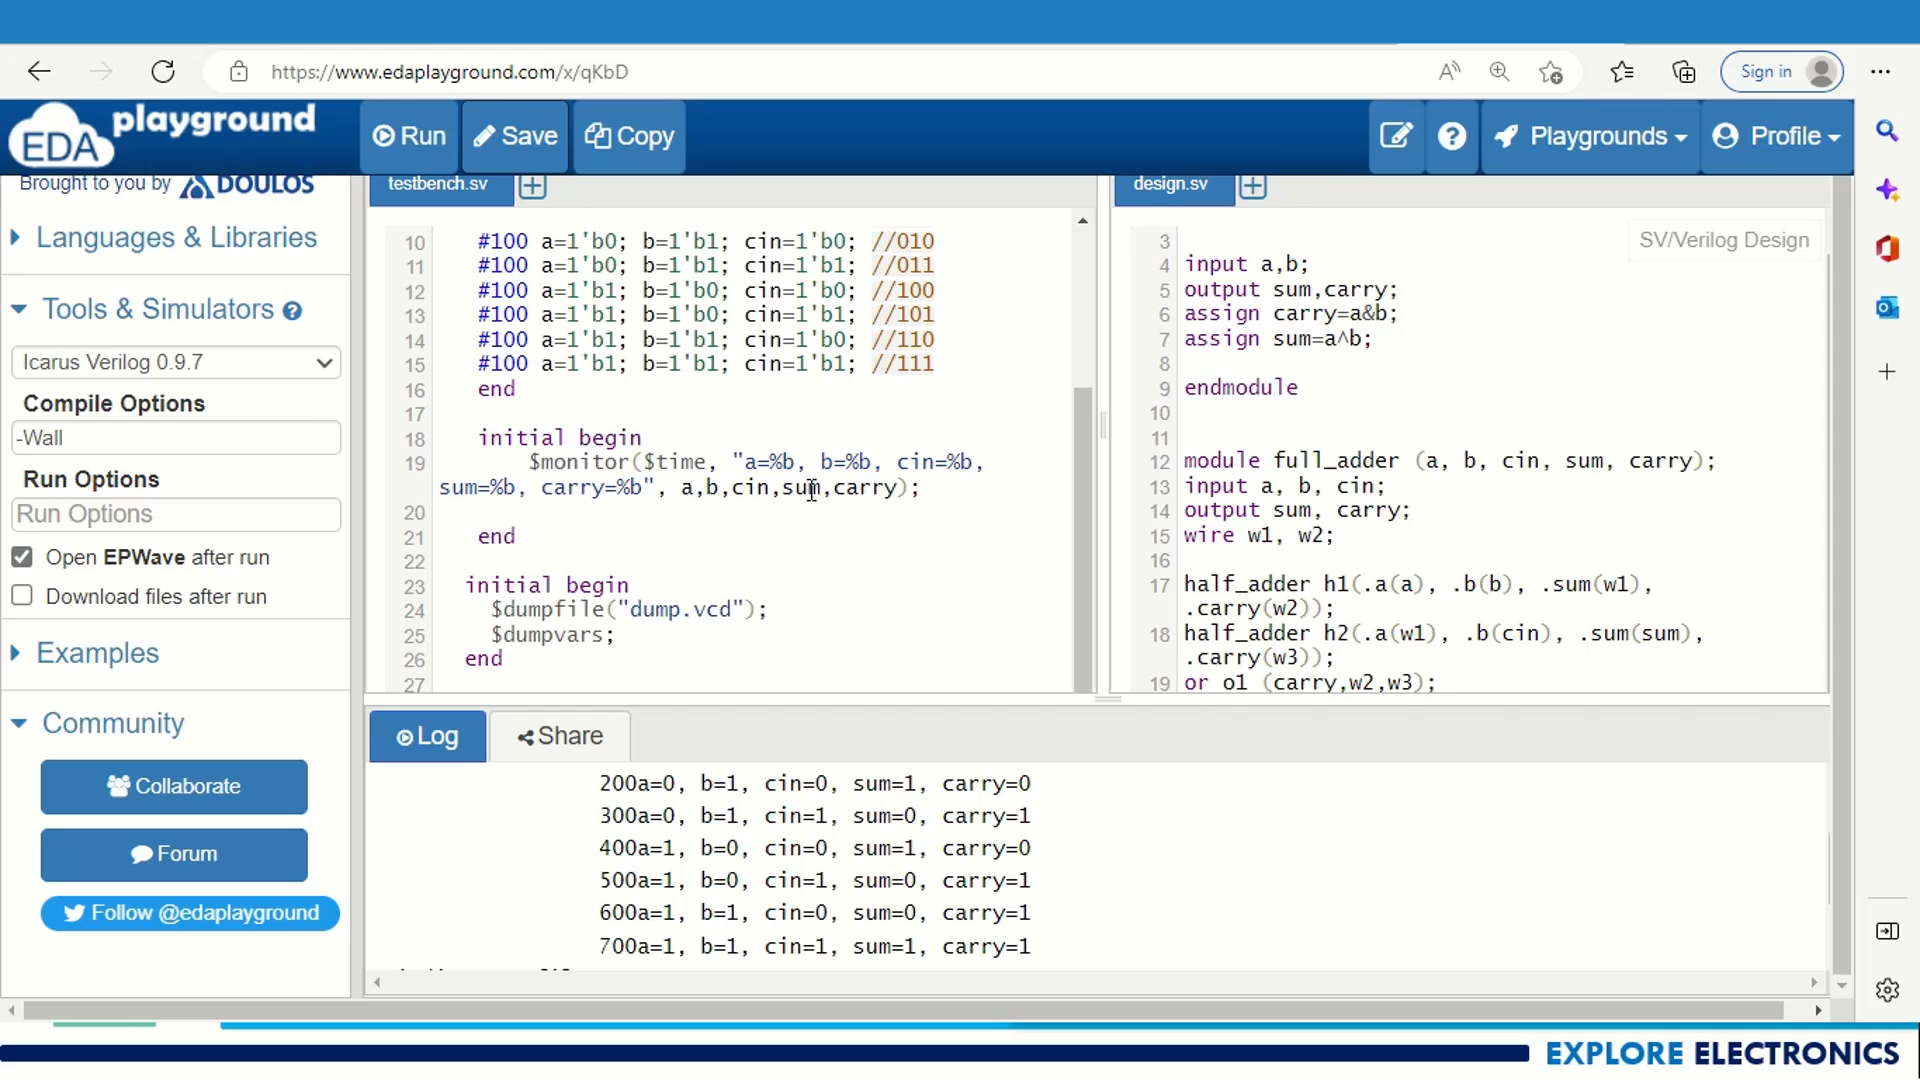 https://www.edaplayground.com/x/qKbD
Sign in
EDA playground
Run
Save
Copy
Playgrounds
Profile
Brought to you by DOULOS
Languages & Libraries
Tools & Simulators
Icarus Verilog 0.9.7
Compile Options
-Wall
Run Options
Run Options
Open EPWave after run
Download files after run
Examples
Community
Collaborate
Forum
Follow @edaplayground
testbench.sv
10 #100 a=1'b0; b=1'b1; cin=1'b0; //010
11 #100 a=1'b0; b=1'b1; cin=1'b1; //011
12 #100 a=1'b1; b=1'b0; cin=1'b0; //100
13 #100 a=1'b1; b=1'b0; cin=1'b1; //101
14 #100 a=1'b1; b=1'b1; cin=1'b0; //110
15 #100 a=1'b1; b=1'b1; cin=1'b1; //111
16 end
17
18 initial begin
19 $monitor($time, "a=%b, b=%b, cin=%b,
sum=%b, carry=%b", a,b,cin,sum,carry);
20
21 end
22
23 initial begin
24 $dumpfile("dump.vcd");
25 $dumpvars;
26 end
27
design.sv
SV/Verilog Design
3
4 input a,b;
5 output sum,carry;
6 assign carry=a&b;
7 assign sum=a^b;
8
9 endmodule
10
11
12 module full_adder (a, b, cin, sum, carry);
13 input a, b, cin;
14 output sum, carry;
15 wire w1, w2;
16
17 half_adder h1(.a(a), .b(b), .sum(w1),
.carry(w2));
18 half_adder h2(.a(w1), .b(cin), .sum(sum),
.carry(w3));
19 or o1 (carry,w2,w3);
Log
Share
200a=0, b=1, cin=0, sum=1, carry=0
300a=0, b=1, cin=1, sum=0, carry=1
400a=1, b=0, cin=0, sum=1, carry=0
500a=1, b=0, cin=1, sum=0, carry=1
600a=1, b=1, cin=0, sum=0, carry=1
700a=1, b=1, cin=1, sum=1, carry=1
EXPLORE ELECTRONICS